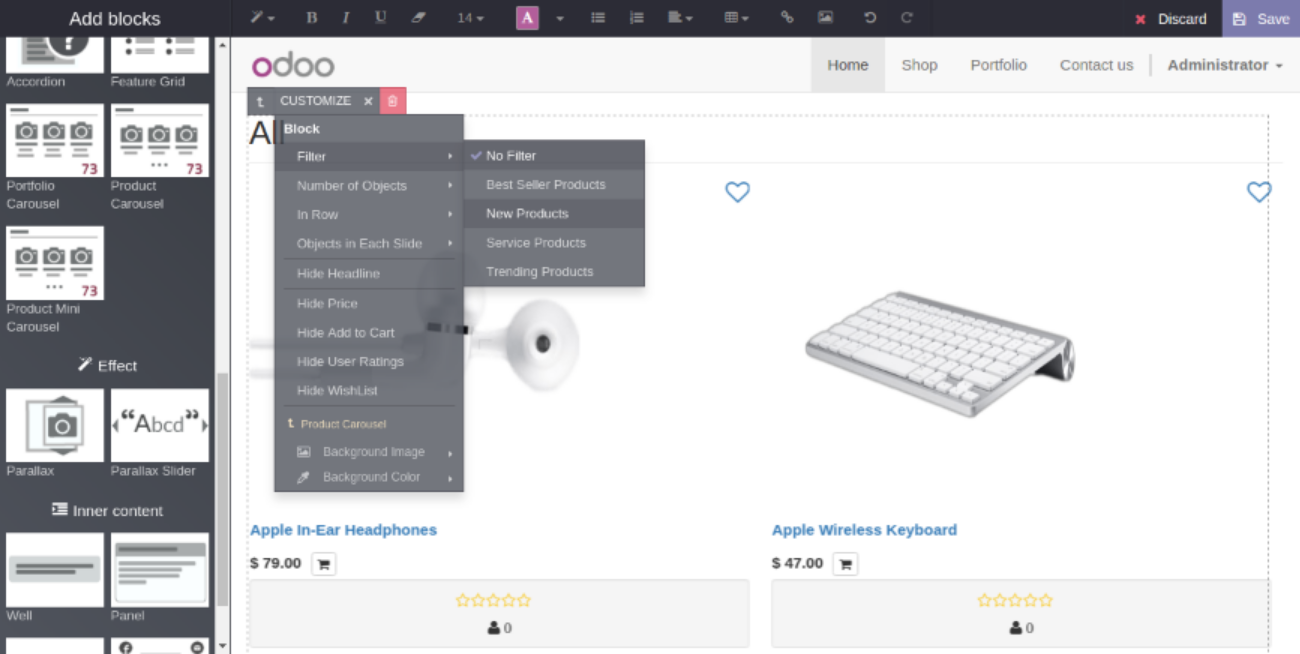 Add blocks
B I U 14 A
Discard
Save
Accordion
Feature Grid
73
73
Portfolio Carousel
Product Carousel
73
Product Mini Carousel
Effect
“Abcd”
Parallax
Parallax Slider
Inner content
Well
Panel
odoo
Home
Shop
Portfolio
Contact us
Administrator
CUSTOMIZE
All
Block
Filter
Number of Objects
In Row
Objects in Each Slide
Hide Headline
Hide Price
Hide Add to Cart
Hide User Ratings
Hide WishList
Product Carousel
Background Image
Background Color
No Filter
Best Seller Products
New Products
Service Products
Trending Products
Apple In-Ear Headphones
$ 79.00
0
Apple Wireless Keyboard
$ 47.00
0